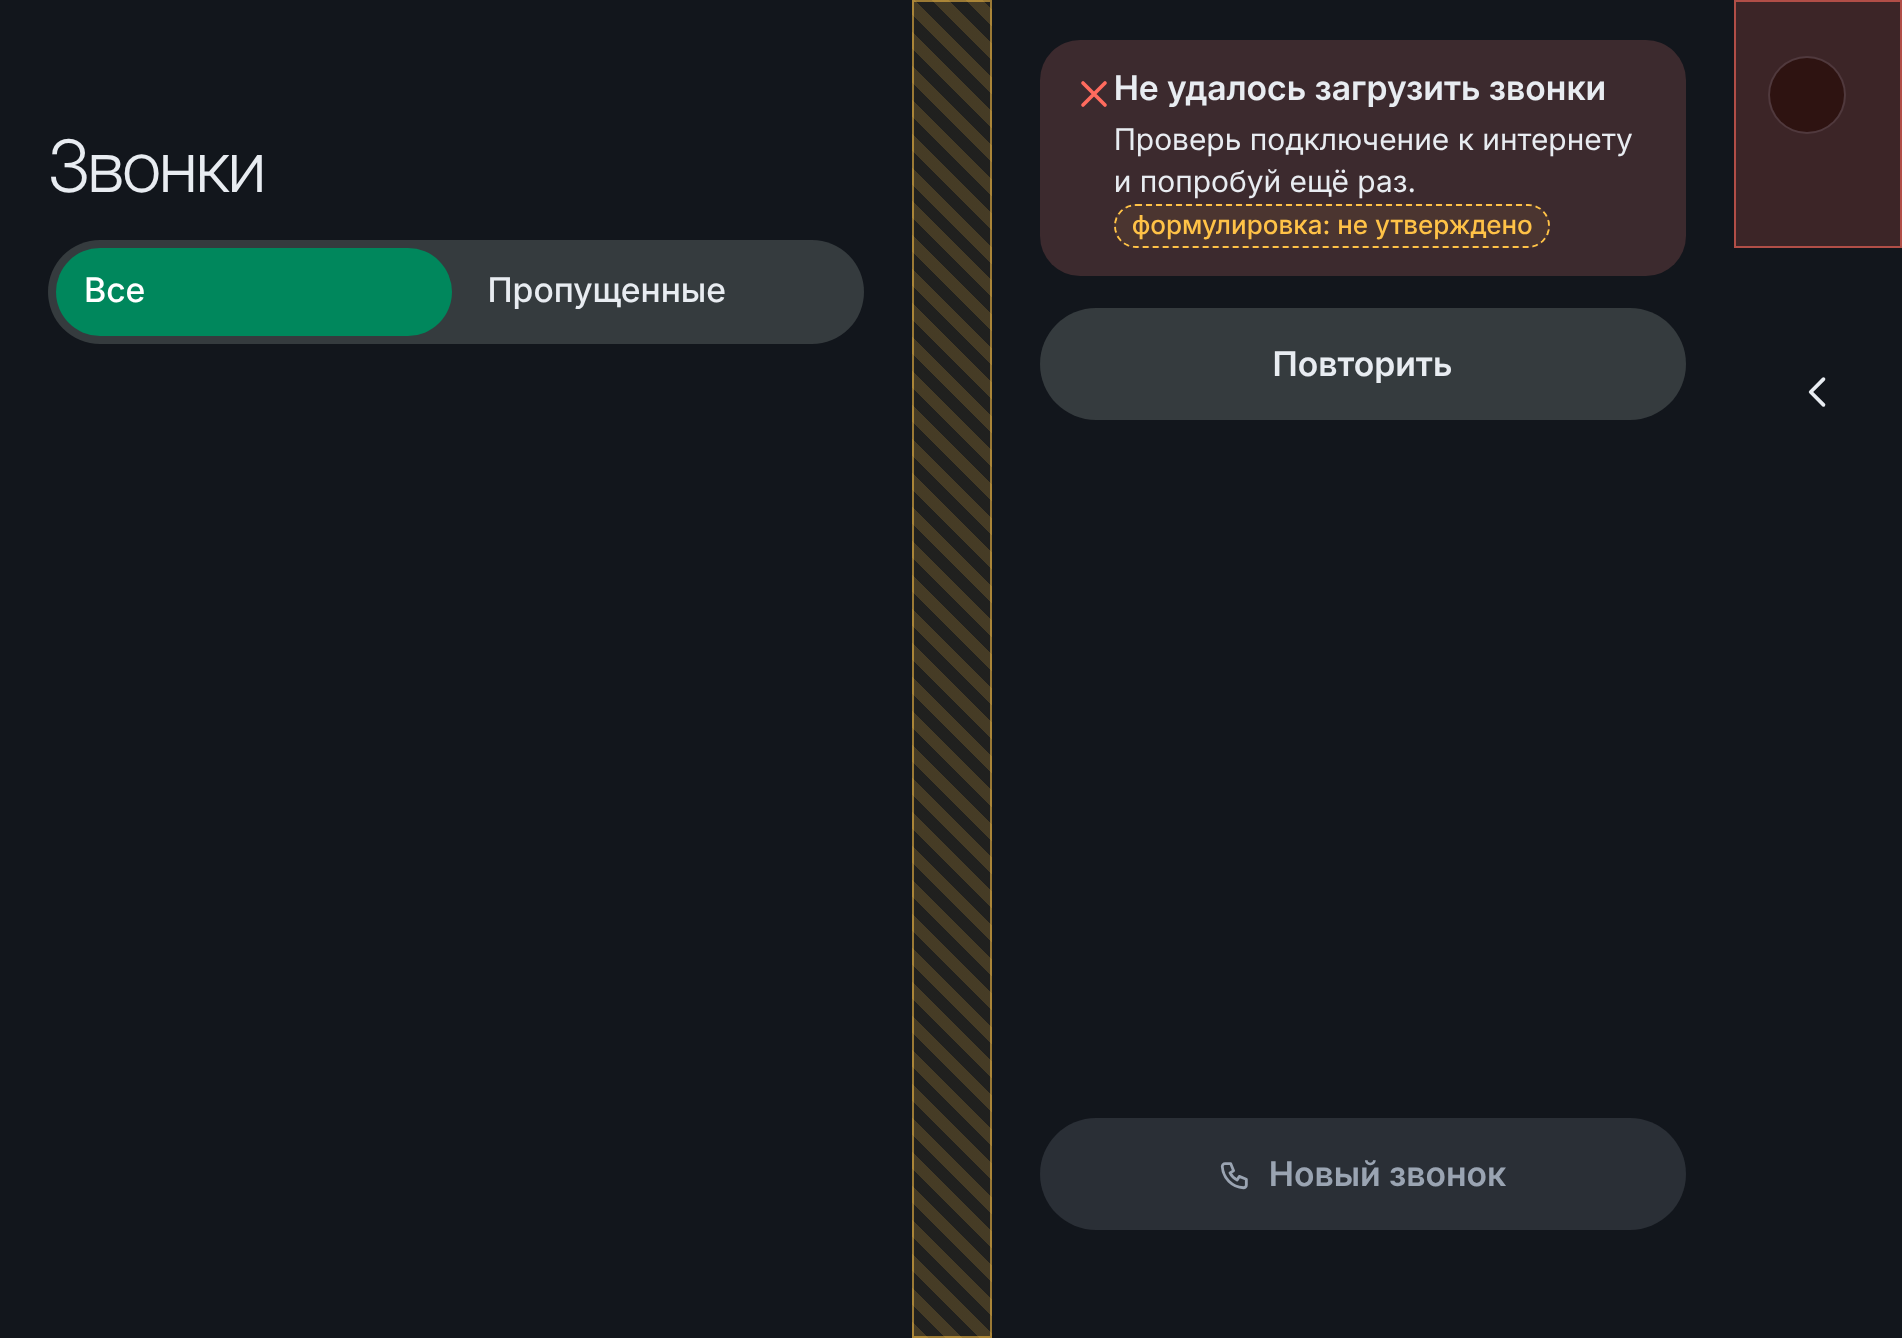 Звонки
Все
Пропущенные
Не удалось загрузить звонки
Проверь подключение к интернету
и попробуй ещё раз.
формулировка: не утверждено
Повторить
Новый звонок